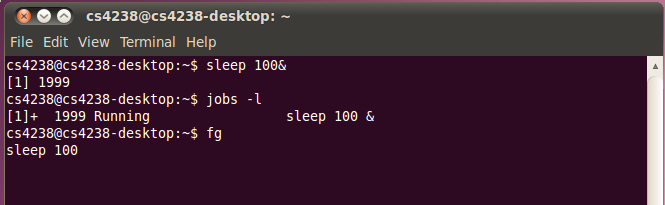 cs4238@cs4238-desktop: ~
File Edit View Terminal Help
cs4238@cs4238-desktop:~$ sleep 100&
[1] 1999
cs4238@cs4238-desktop:~$ jobs -l
[1]+  1999 Running                 sleep 100 &
cs4238@cs4238-desktop:~$ fg
sleep 100